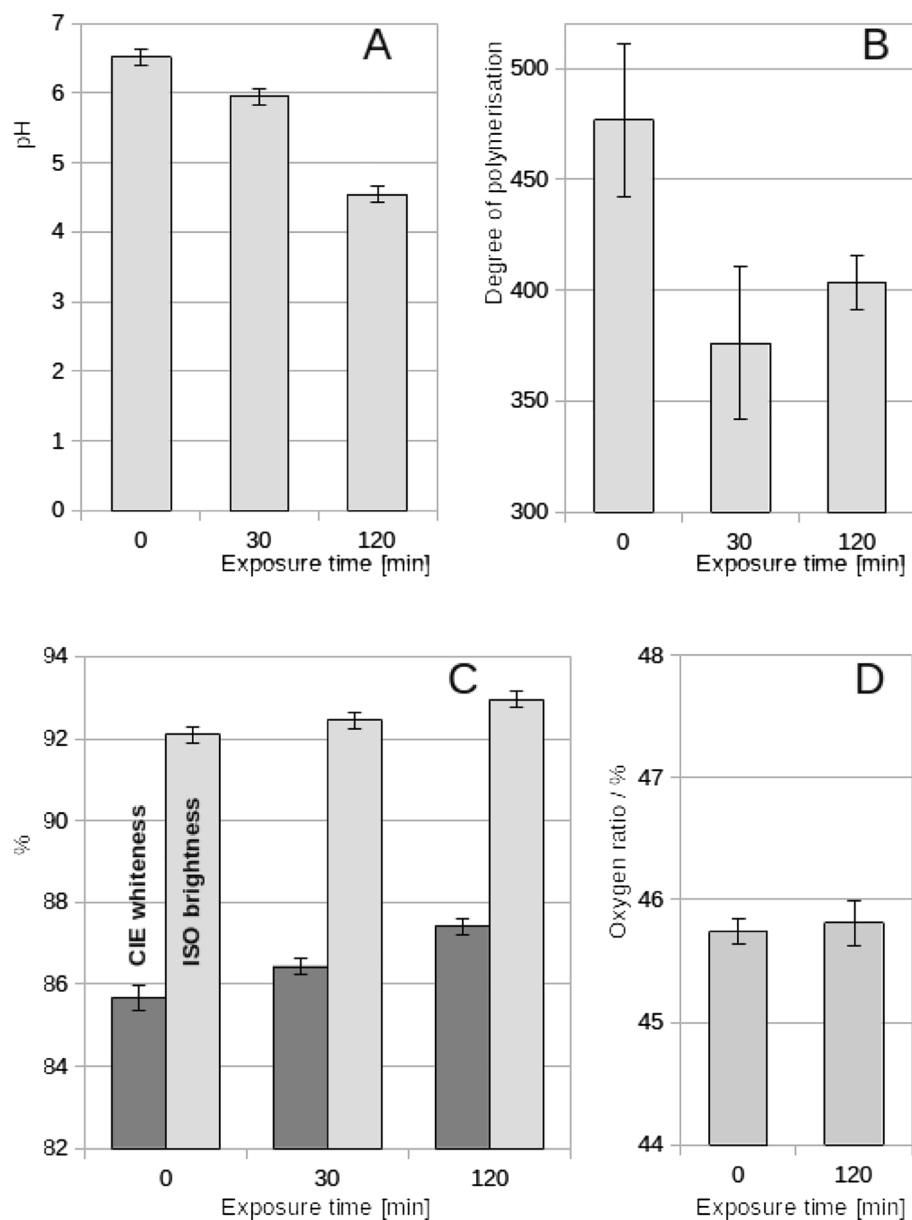 A
pH
7
6
5
4
3
2
1
0
0 30 120
Exposure time [min]
B
Degree of polymerisation
500
450
400
350
300
0 30 120
Exposure time [min]
C
%
94
92
90
88
86
84
82
CIE whiteness
ISO brightness
0 30 120
Exposure time [min]
D
Oxygen ratio / %
48
47
46
45
44
0 120
Exposure time [min]